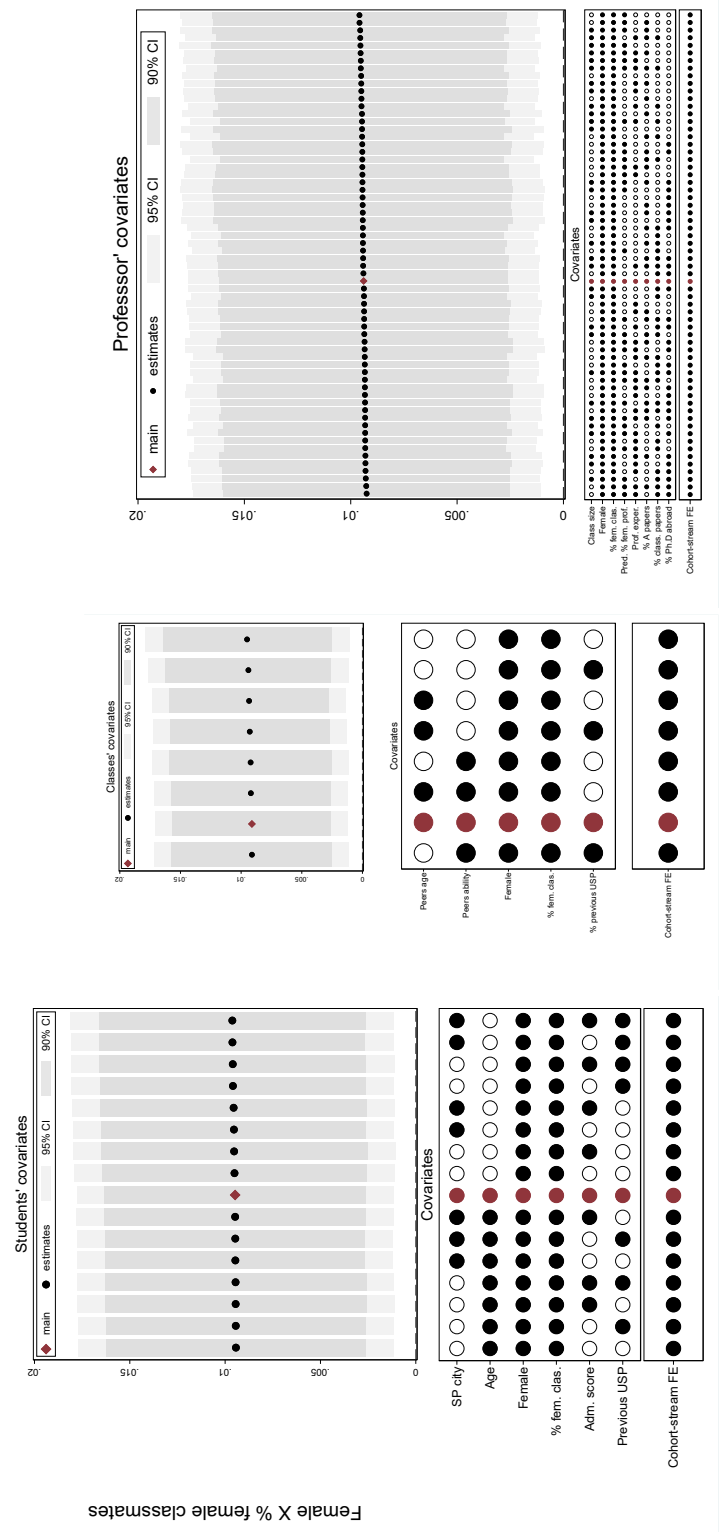 Female X % female classmates
Students' covariates
main estimates 95% CI 90% CI
.02
.015
.01
.005
0
Covariates
SP city
Age
Female
% fem. clas.
Adm. score
Previous USP
Cohort-stream FE
Classes' covariates
main estimates 95% CI 90% CI
.02
.015
.01
.005
0
Covariates
Peers age
Peers ability
Female
% fem. clas.
% previous USP
Cohort-stream FE
Professsor' covariates
main estimates 95% CI 90% CI
.02
.015
.01
.005
0
Covariates
Class size
Female
% fem. clas.
Pred. % fem. prof.
Prof. exper.
% A papers
% class. papers
% Ph.D abroad
Cohort-stream FE